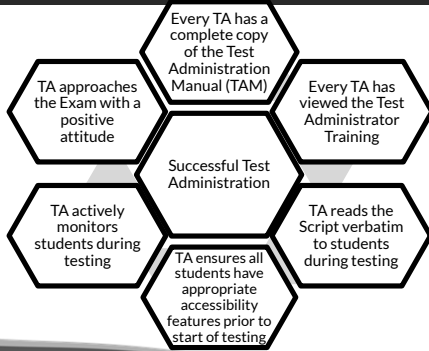 Every TA has a
complete copy
of the Test
Administration
Manual (TAM)
TA approaches
the Exam with a
positive
attitude
Every TA has
viewed the Test
Administrator
Training
Successful Test
Administration
TA actively
monitors
students during
testing
TA reads the
Script verbatim
to students
during testing
TA ensures all
students have
appropriate
accessibility
features prior to
start of testing